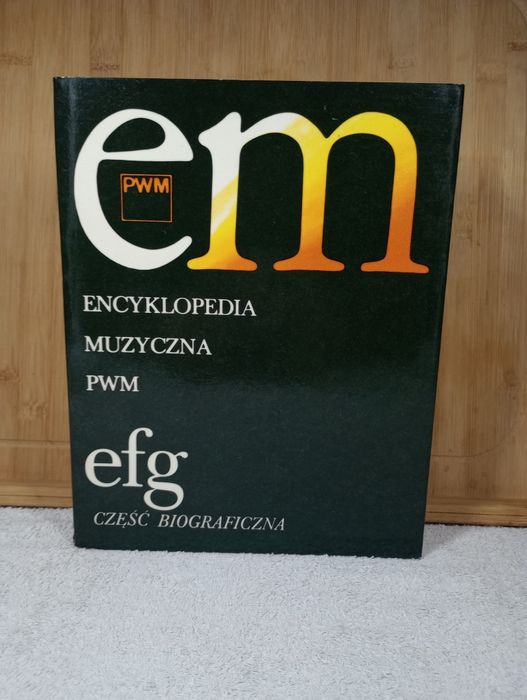 em
PWM
ENCYKLOPEDIA
MUZYCZNA
PWM
efg
CZĘŚĆ BIOGRAFICZNA